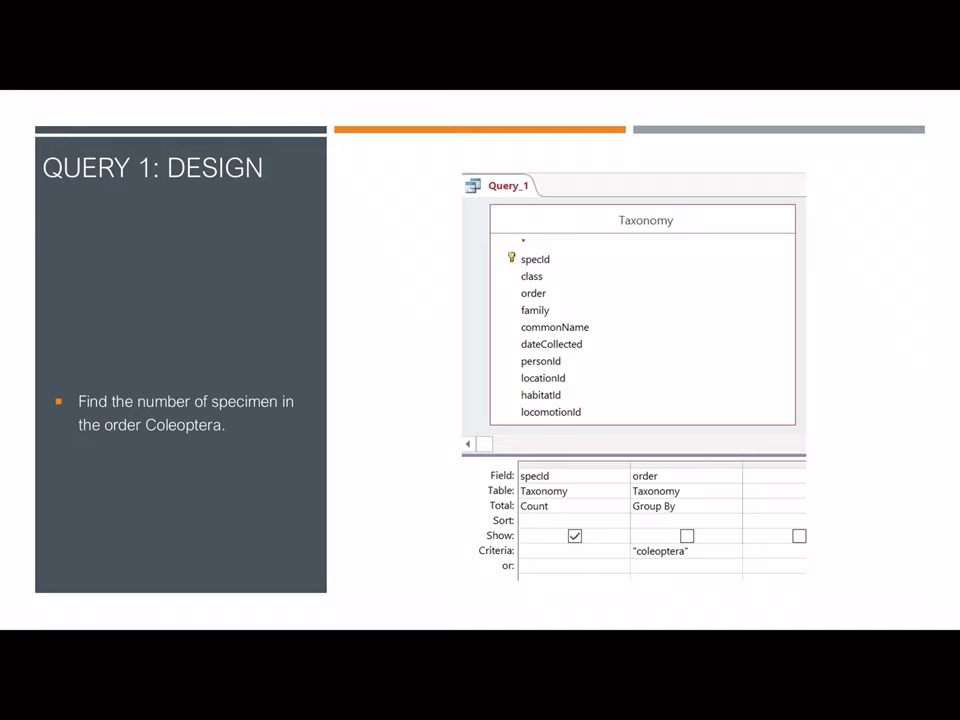 QUERY 1: DESIGN
Find the number of specimen in
the order Coleoptera.
Query_1
Taxonomy
*
specId
class
order
family
commonName
dateCollected
personId
locationId
habitatId
locomotionId
Field: specId order
Table: Taxonomy Taxonomy
Total: Count Group By
Sort:
Show:
Criteria: "coleoptera"
or: